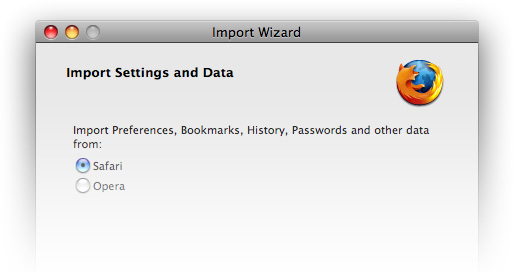 Import Wizard
Import Settings and Data
Import Preferences, Bookmarks, History, Passwords and other data
from:
Safari
Opera